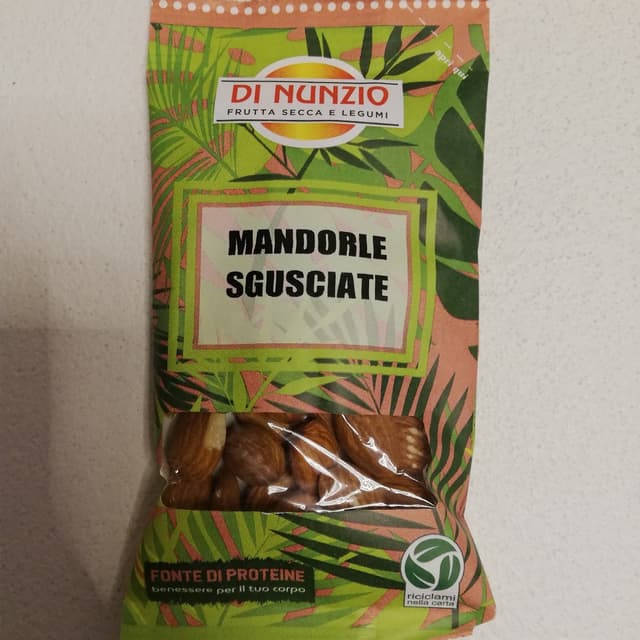 DI NUNZIO
FRUTTA SECCA E LEGUMI
MANDORLE
SGUSCIATE
FONTE DI PROTEINE
benessere per il tuo corpo
riciclami
nella carta